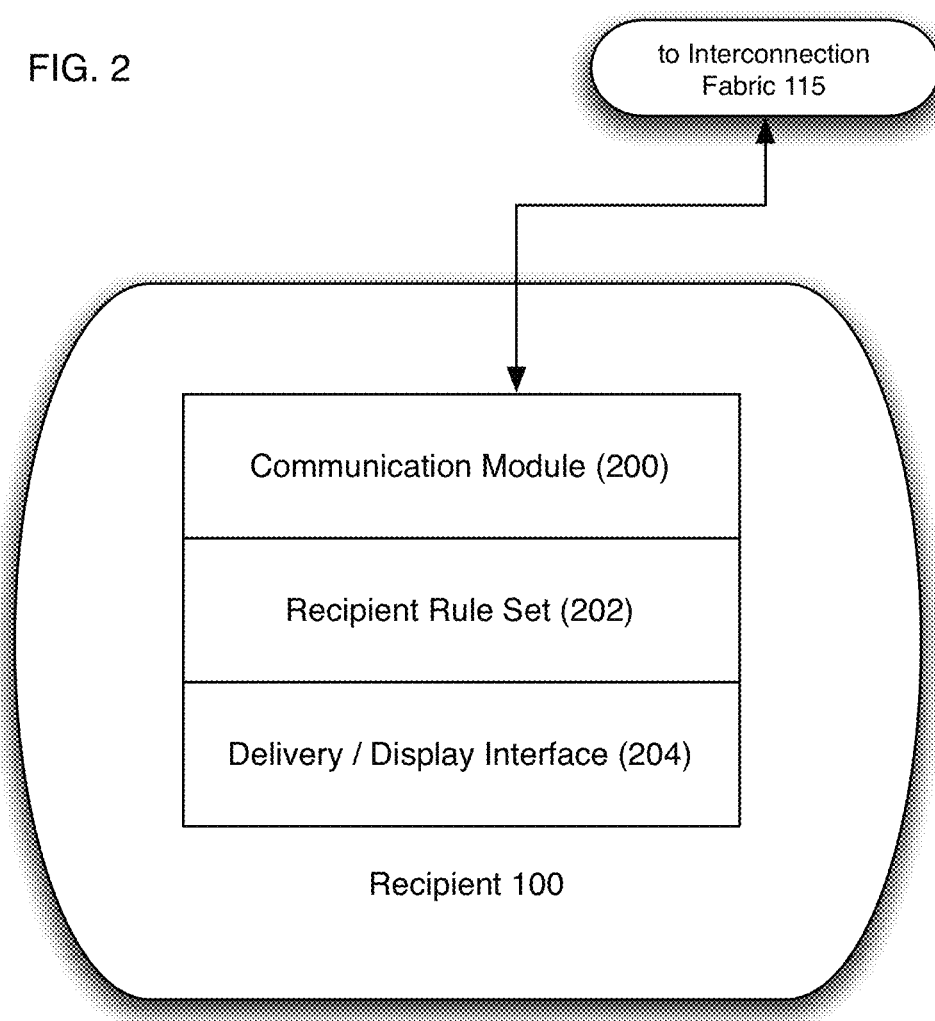 FIG. 2
to Interconnection
Fabric 115
Communication Module (200)
Recipient Rule Set (202)
Delivery / Display Interface (204)
Recipient 100